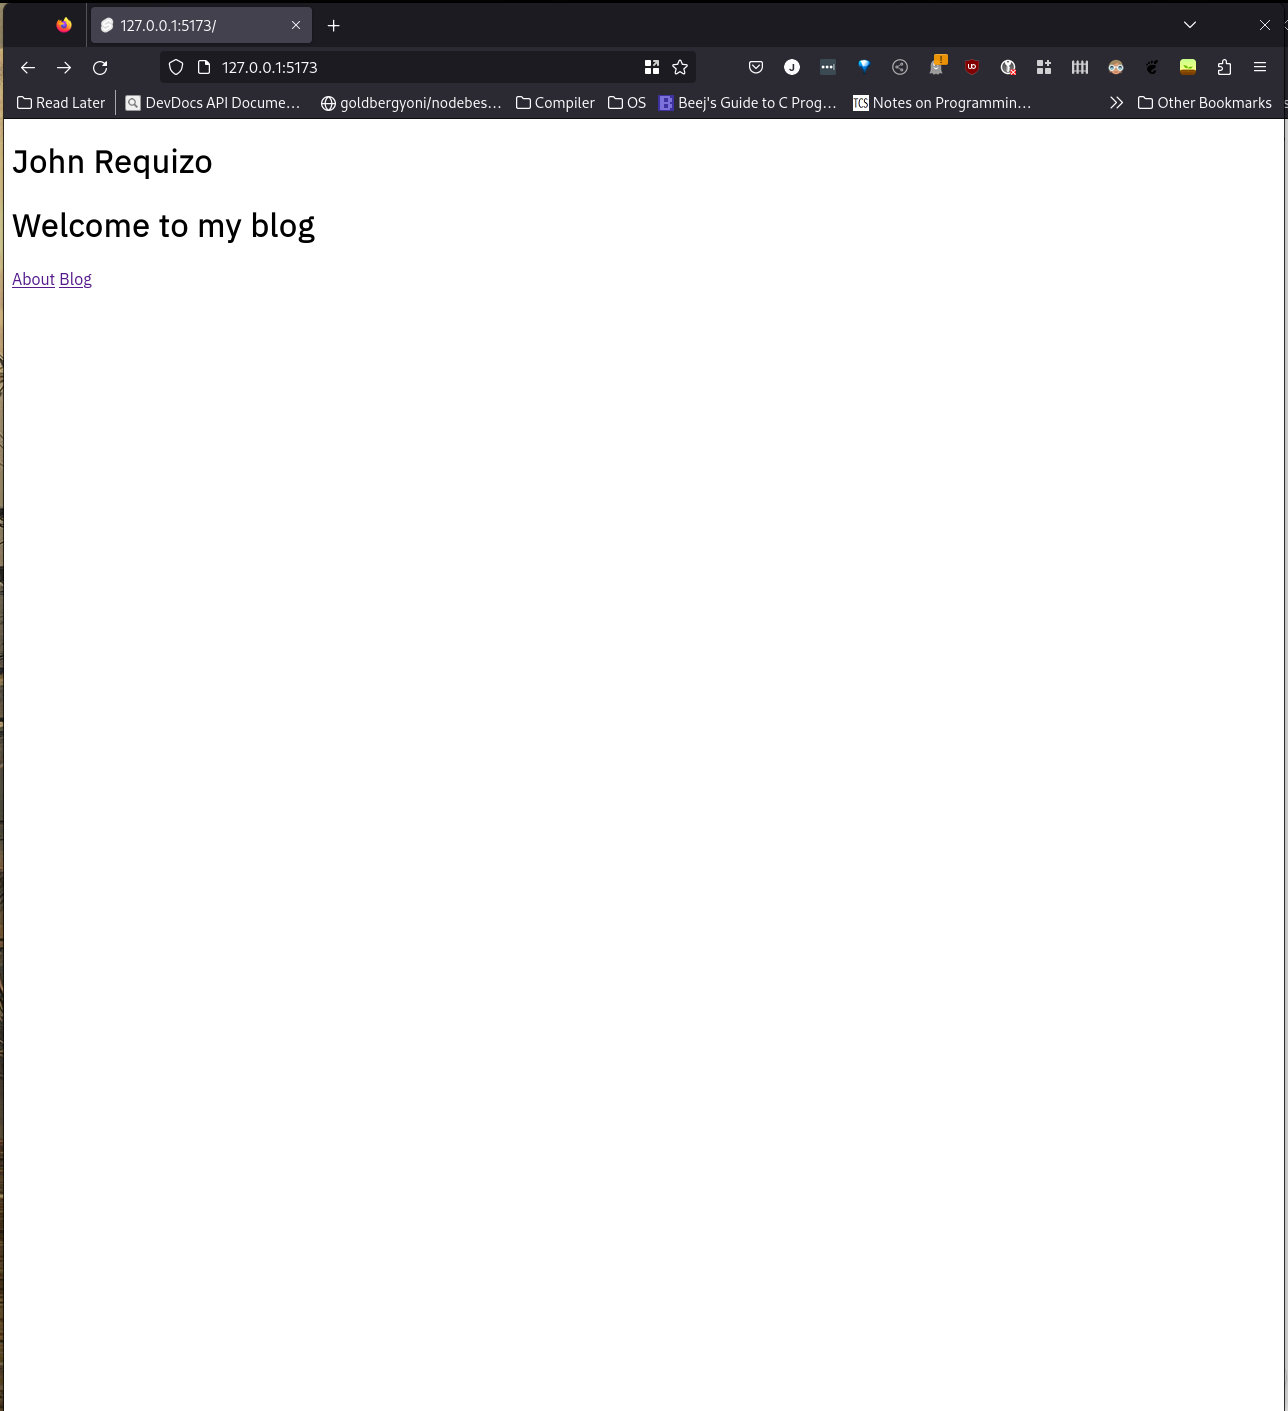 127.0.0.1:5173/
127.0.0.1:5173
Read Later DevDocs API Docume… goldbergyoni/nodebes… Compiler OS Beej's Guide to C Prog… TCS Notes on Programmin… Other Bookmarks
John Requizo
Welcome to my blog
About Blog